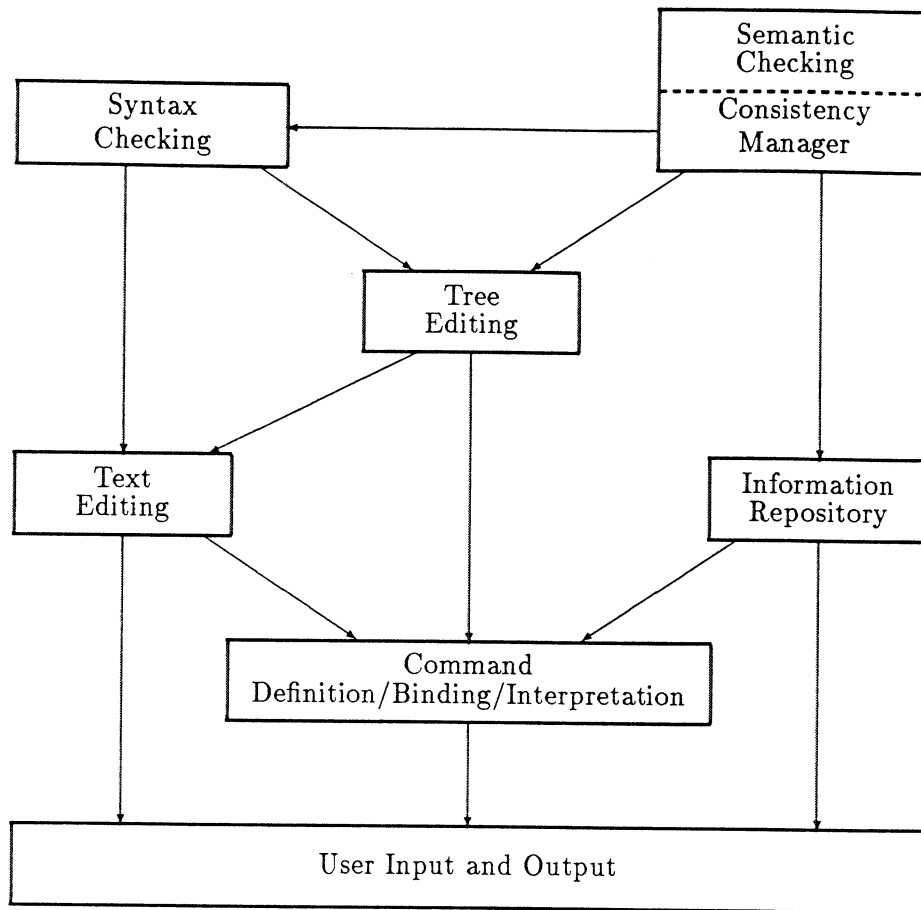 Semantic
Checking
Consistency
Manager
Syntax
Checking
Tree
Editing
Text
Editing
Information
Repository
Command
Definition/Binding/Interpretation
User Input and Output